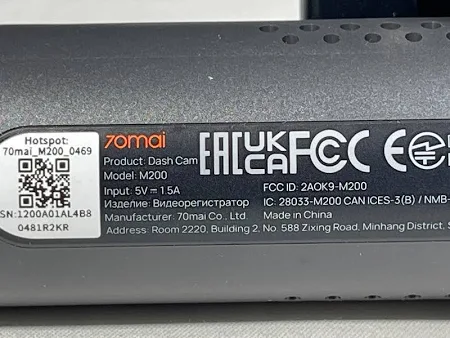 Hotspot:
70mai_M200_0469
SN:1200A01AL4B8
0481R2KR
70mai
Product: Dash Cam
Model: M200
Input: 5V⎓1.5A
Изделие: Видеорегистратор
Manufacturer: 70mai Co., Ltd.
Address: Room 2220, Building 2, No. 588 Zixing Road, Minhang District, S
EAC UKCA FCC CE
FCC ID: 2AOK9-M200
IC: 28033-M200 CAN ICES-3(B) / NMB-
Made in China